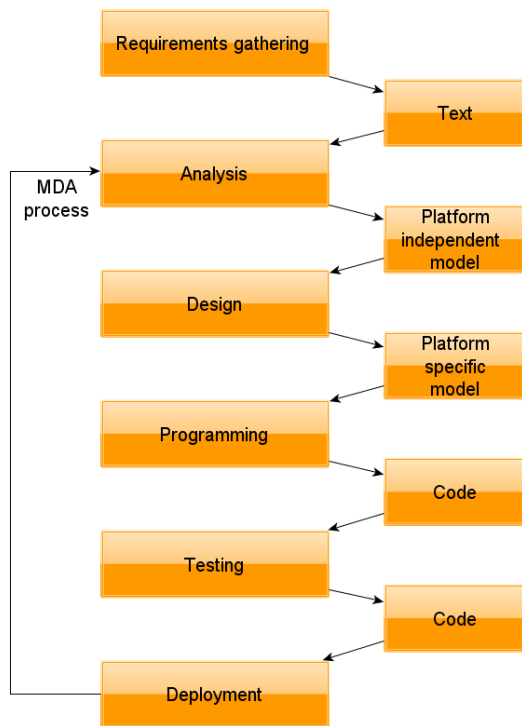 Requirements gathering
Text
Analysis
MDA
process
Platform
independent
model
Design
Platform
specific
model
Programming
Code
Testing
Code
Deployment